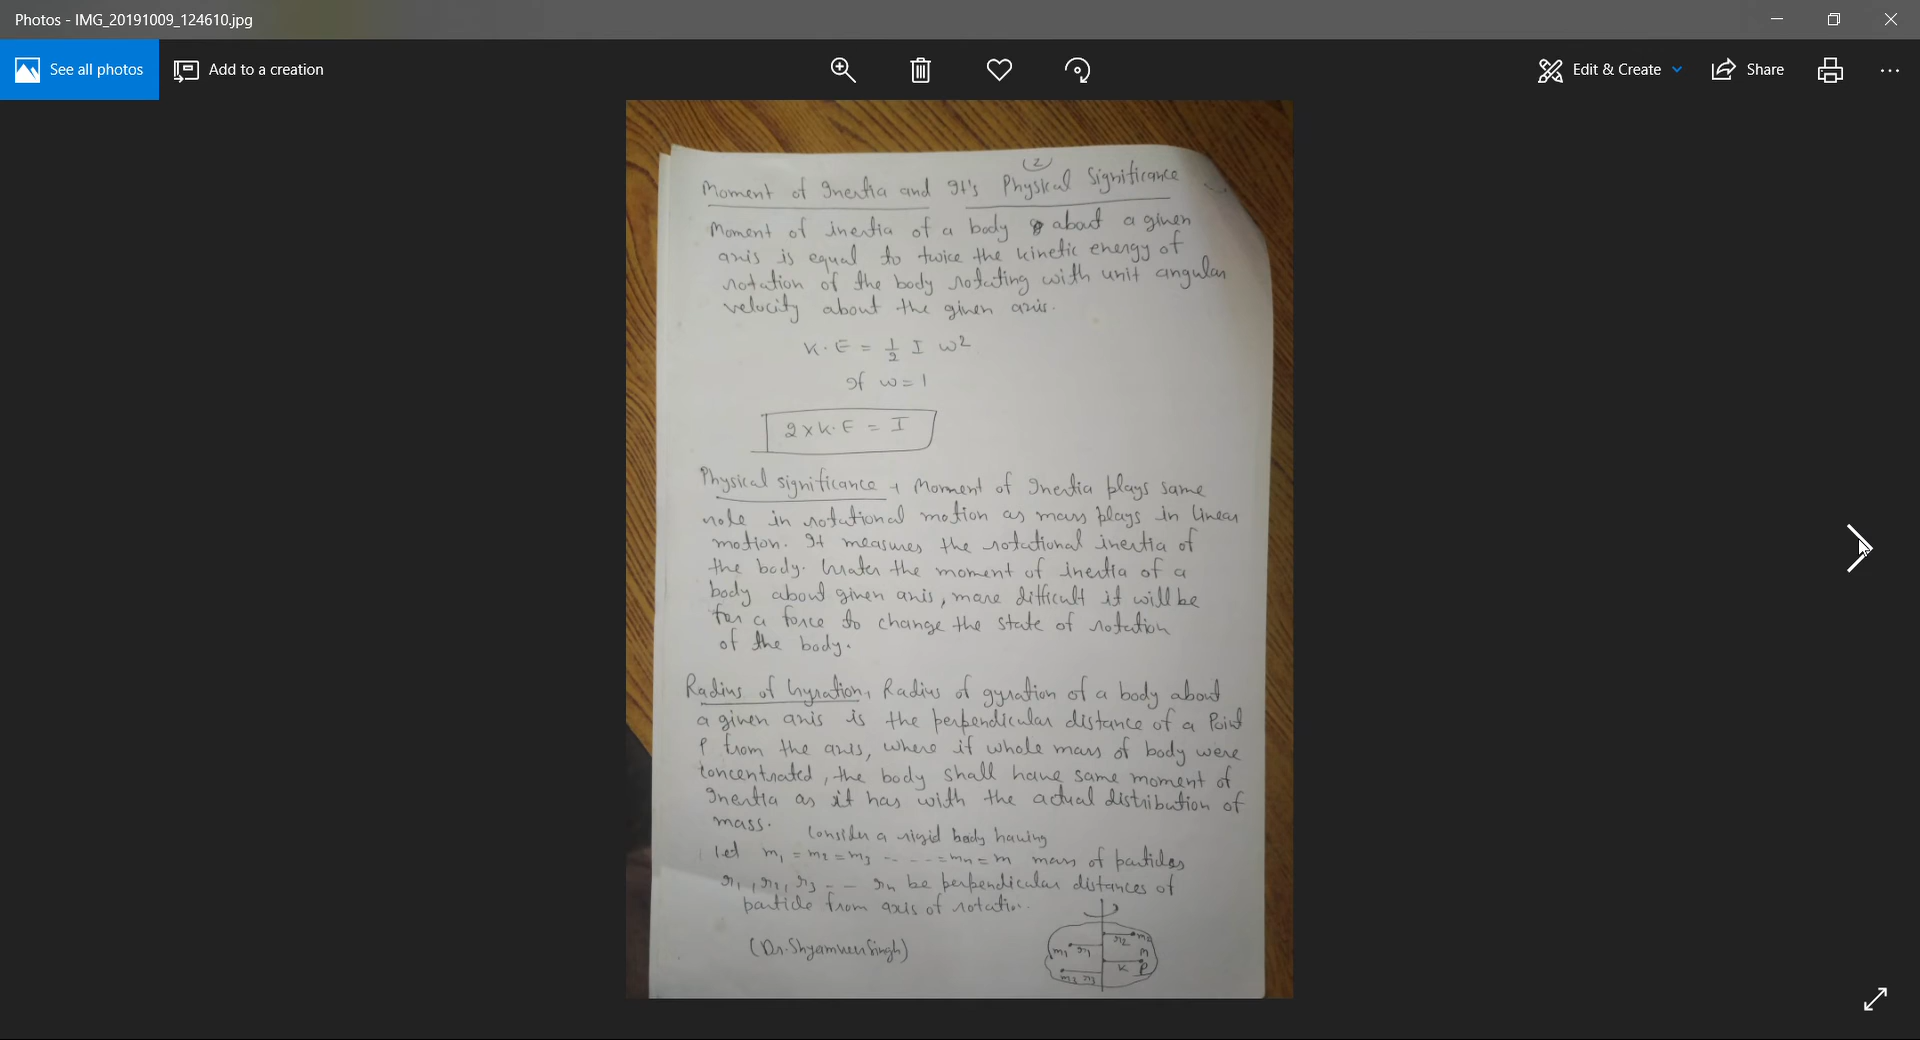 Photos - IMG_20191009_124610.jpg
See all photos
Add to a creation
Edit & Create
Share
(2)
Moment of Inertia and It's Physical Significance
Moment of inertia of a body about a given
axis is equal to twice the kinetic energy of
rotation of the body rotating with unit angular
velocity about the given axis.
K.E = 1/2 I w²
If w = 1
2 x K.E = I
Physical significance, Moment of Inertia plays same
role in rotational motion as mass plays in linear
motion. It measures the rotational inertia of
the body. Grater the moment of inertia of a
body about given axis, more difficult it will be
for a force to change the state of rotation
of the body.
Radius of Gyration, Radius of gyration of a body about
a given axis is the perpendicular distance of a Point
P from the axis, where if whole mass of body were
concentrated, the body shall have same moment of
Inertia as it has with the actual distribution of
mass.
Consider a rigid body having
Let m₁ = m₂ = m₃ -- - - = mn = m mass of particles
r₁, r₂, r₃ - - rn be perpendicular distances of
particle from axis of rotation.
(Dr. Shyamveer Singh)
r₂ m₂
m₁ r₁ M
K P
m₃ r₃